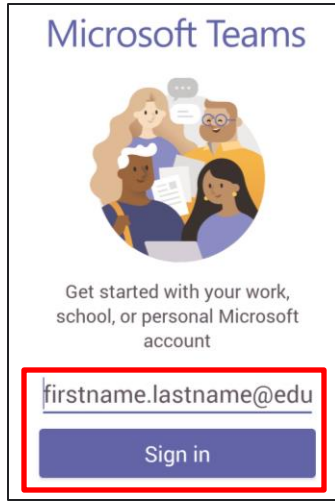 Microsoft Teams
Get started with your work,
school, or personal Microsoft
account
firstname.lastname@edu
Sign in